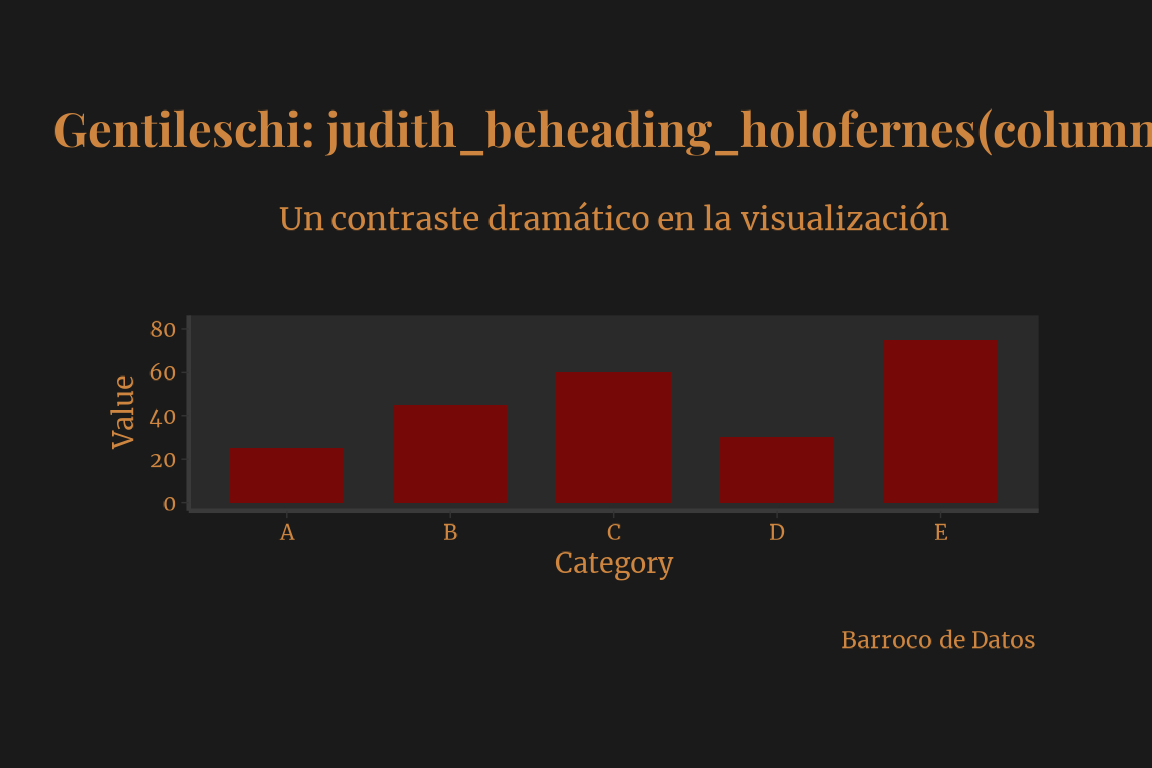 Gentileschi: judith_beheading_holofernes(column
Un contraste dramático en la visualización
80
60
40
20
0
Value
A B C D E
Category
Barroco de Datos